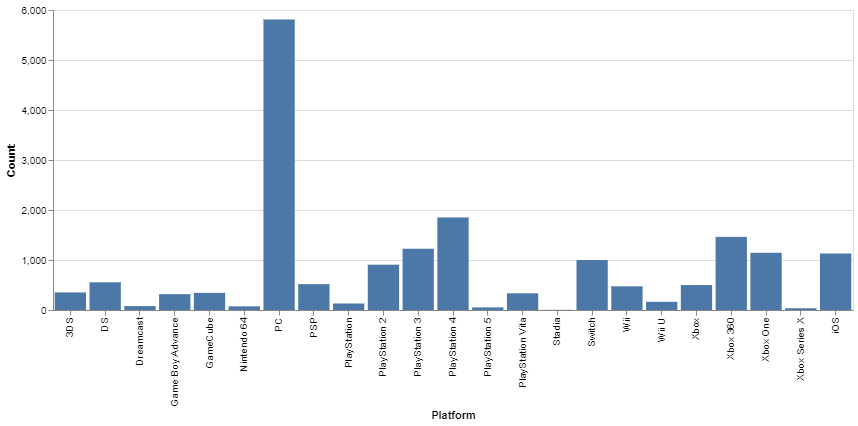 6,000
5,000
4,000
3,000
2,000
1,000
0
Count
3DS
DS
Dreamcast
Game Boy Advance
GameCube
Nintendo 64
PC
PSP
PlayStation
PlayStation 2
PlayStation 3
PlayStation 4
PlayStation 5
PlayStation Vita
Stadia
Switch
Wii
Wii U
Xbox
Xbox 360
Xbox One
Xbox Series X
iOS
Platform